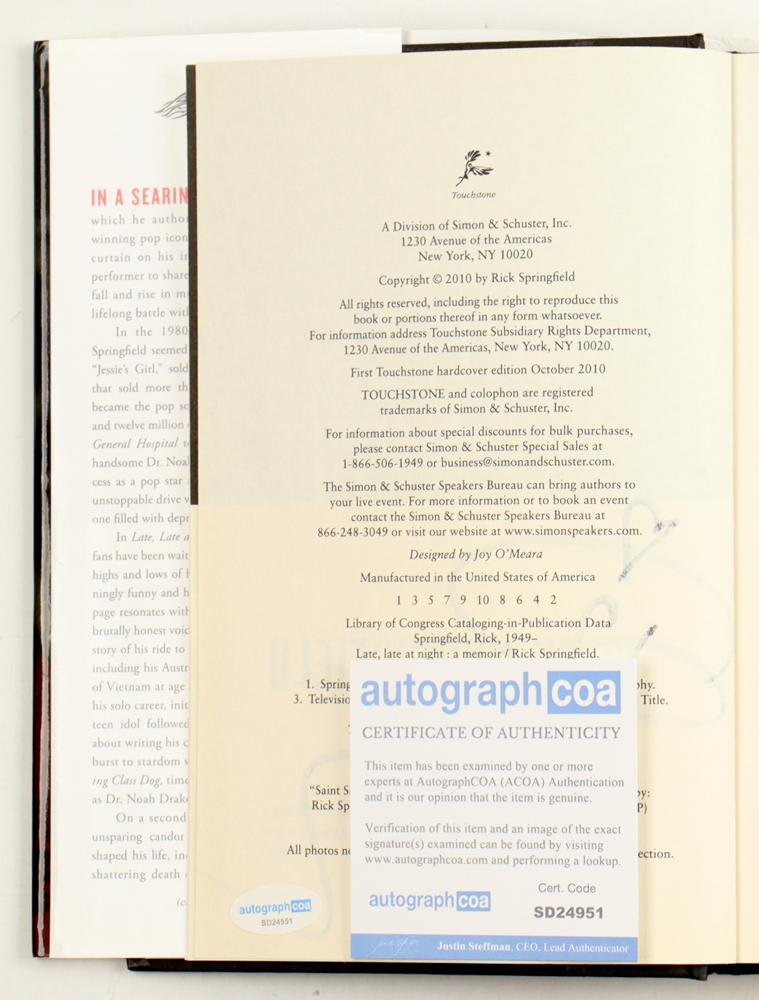 IN A SEARIN
which he autho
winning pop icon
curtain on his
performer to share
fall and rise in
lifelong battle with
In the 1980
Springfield seemed
"Jessie's Girl," sold
that sold more
became the pop
and twelve million
General Hospital
handsome Dr. Noa
cess as a pop star
unstoppable drive
one filled with depr
In Late, Late a
fans have been wait
highs and lows of
ningly funny and h
page resonates with
brutally honest voic
story of his ride to
including his Austr
of Vietnam at age
his solo career, init
teen idol followed
about writing his
burst to stardom
ing Class Dog, time
as Dr. Noah Drak
On a second
unsparing candor
shaped his life, in
shattering death
Touchstone
A Division of Simon & Schuster, Inc.
1230 Avenue of the Americas
New York, NY 10020
Copyright © 2010 by Rick Springfield
All rights reserved, including the right to reproduce this
book or portions thereof in any form whatsoever.
For information address Touchstone Subsidiary Rights Department,
1230 Avenue of the Americas, New York, NY 10020.
First Touchstone hardcover edition October 2010
TOUCHSTONE and colophon are registered
trademarks of Simon & Schuster, Inc.
For information about special discounts for bulk purchases,
please contact Simon & Schuster Special Sales at
1-866-506-1949 or business@simonandschuster.com.
The Simon & Schuster Speakers Bureau can bring authors to
your live event. For more information or to book an event
contact the Simon & Schuster Speakers Bureau at
866-248-3049 or visit our website at www.simonspeakers.com.
Designed by Joy O'Meara
Manufactured in the United States of America
1 3 5 7 9 10 8 6 4 2
Library of Congress Cataloging-in-Publication Data
Springfield, Rick, 1949–
Late, late at night : a memoir / Rick Springfield.
1. Spring phy.
3. Televisio Title.
"Saint S by:
Rick Sp P)
All photos no ection.
autographcoa
CERTIFICATE OF AUTHENTICITY
This item has been examined by one or more
experts at AutographCOA (ACOA) Authentication
and it is our opinion that the item is genuine.
Verification of this item and an image of the exact
signature(s) examined can be found by visiting
www.autographcoa.com and performing a lookup.
autographcoa
Cert. Code
SD24951
Justin Steffman, CEO, Lead Authenticator
autographcoa
SD24951